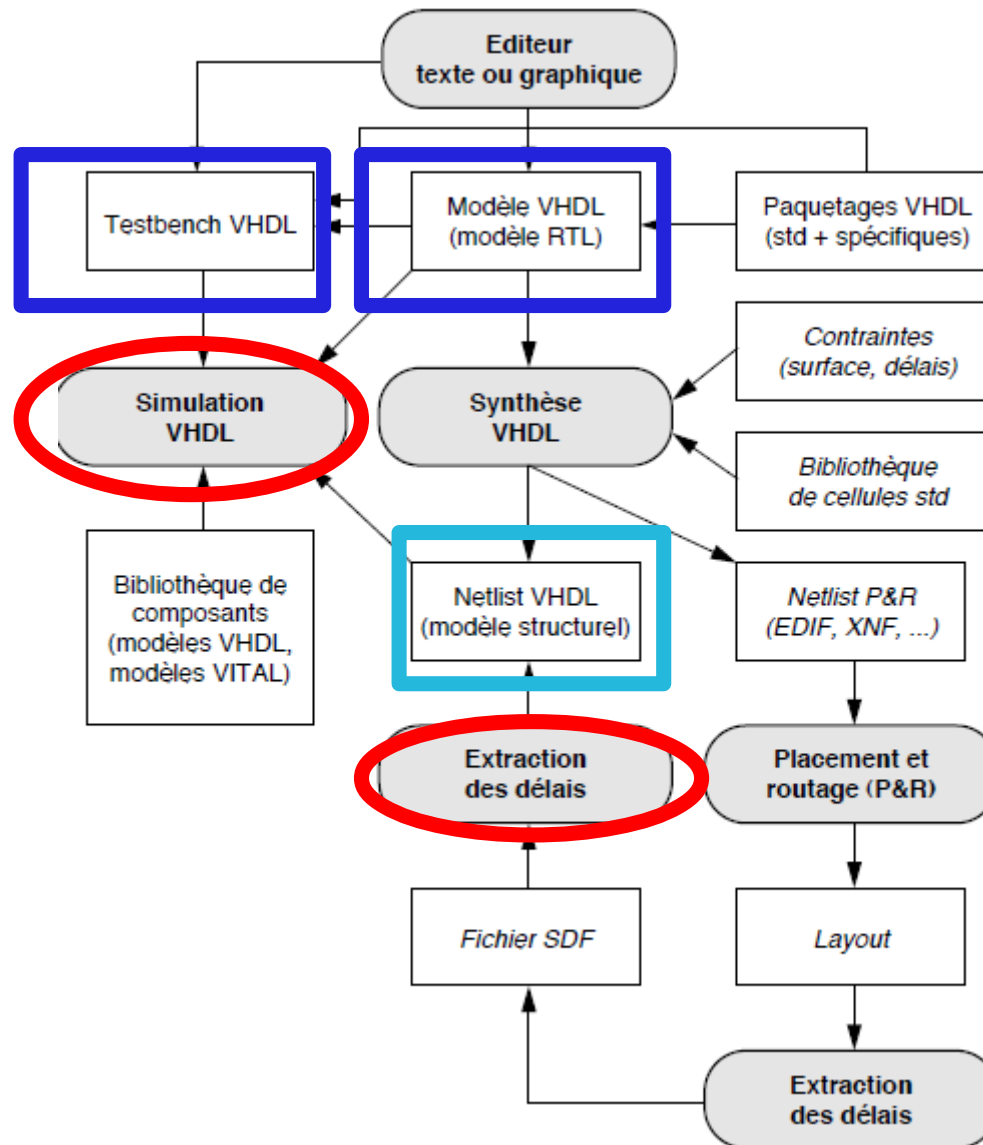 Editeur
texte ou graphique
Testbench VHDL
Modèle VHDL
(modèle RTL)
Paquetages VHDL
(std + spécifiques)
Contraintes
(surface, délais)
Simulation
VHDL
Synthèse
VHDL
Bibliothèque
de cellules std
Bibliothèque de
composants
(modèles VHDL,
modèles VITAL)
Netlist VHDL
(modèle structurel)
Netlist P&R
(EDIF, XNF, ...)
Extraction
des délais
Placement et
routage (P&R)
Fichier SDF
Layout
Extraction
des délais